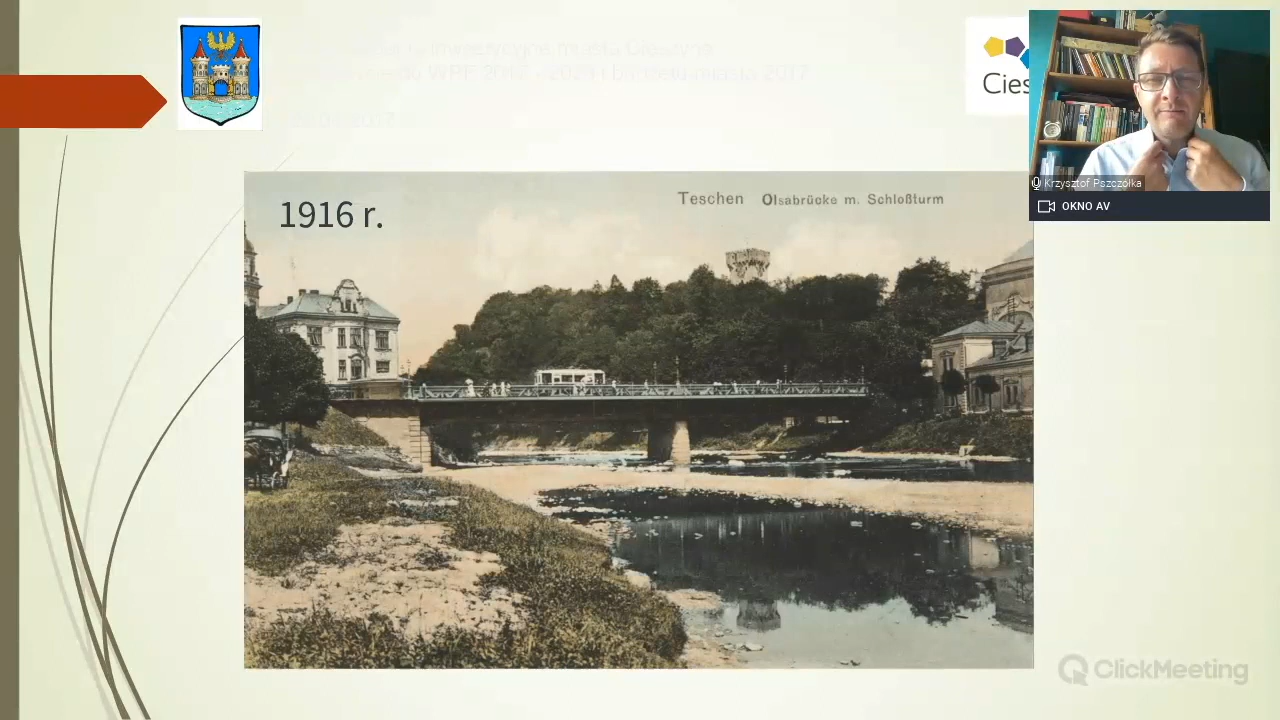 Cies
Krzysztof Pszczółka
OKNO AV
1916 r.
Teschen Olsabrücke m. Schloßturm
ClickMeeting